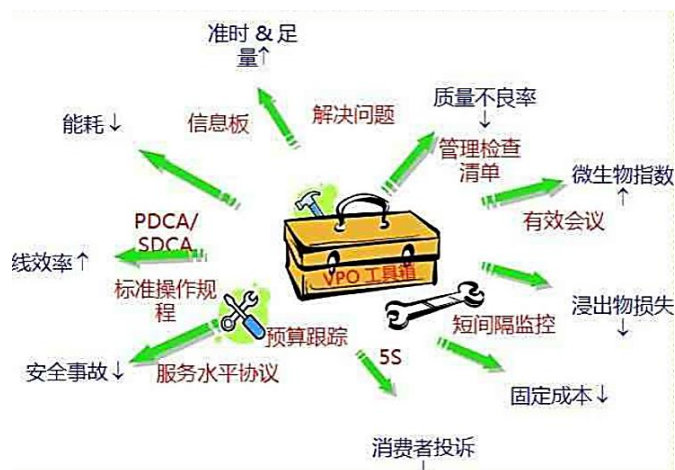 准时 & 足
量↑
解决问题
质量不良率
↓
能耗↓
信息板
管理检查
清单
微生物指数
↑
有效会议
PDCA/
SDCA
线效率↑
VPO 工具箱
标准操作规
程
浸出物损失
↓
短间隔监控
预算跟踪
5S
安全事故↓
服务水平协议
固定成本↓
消费者投诉